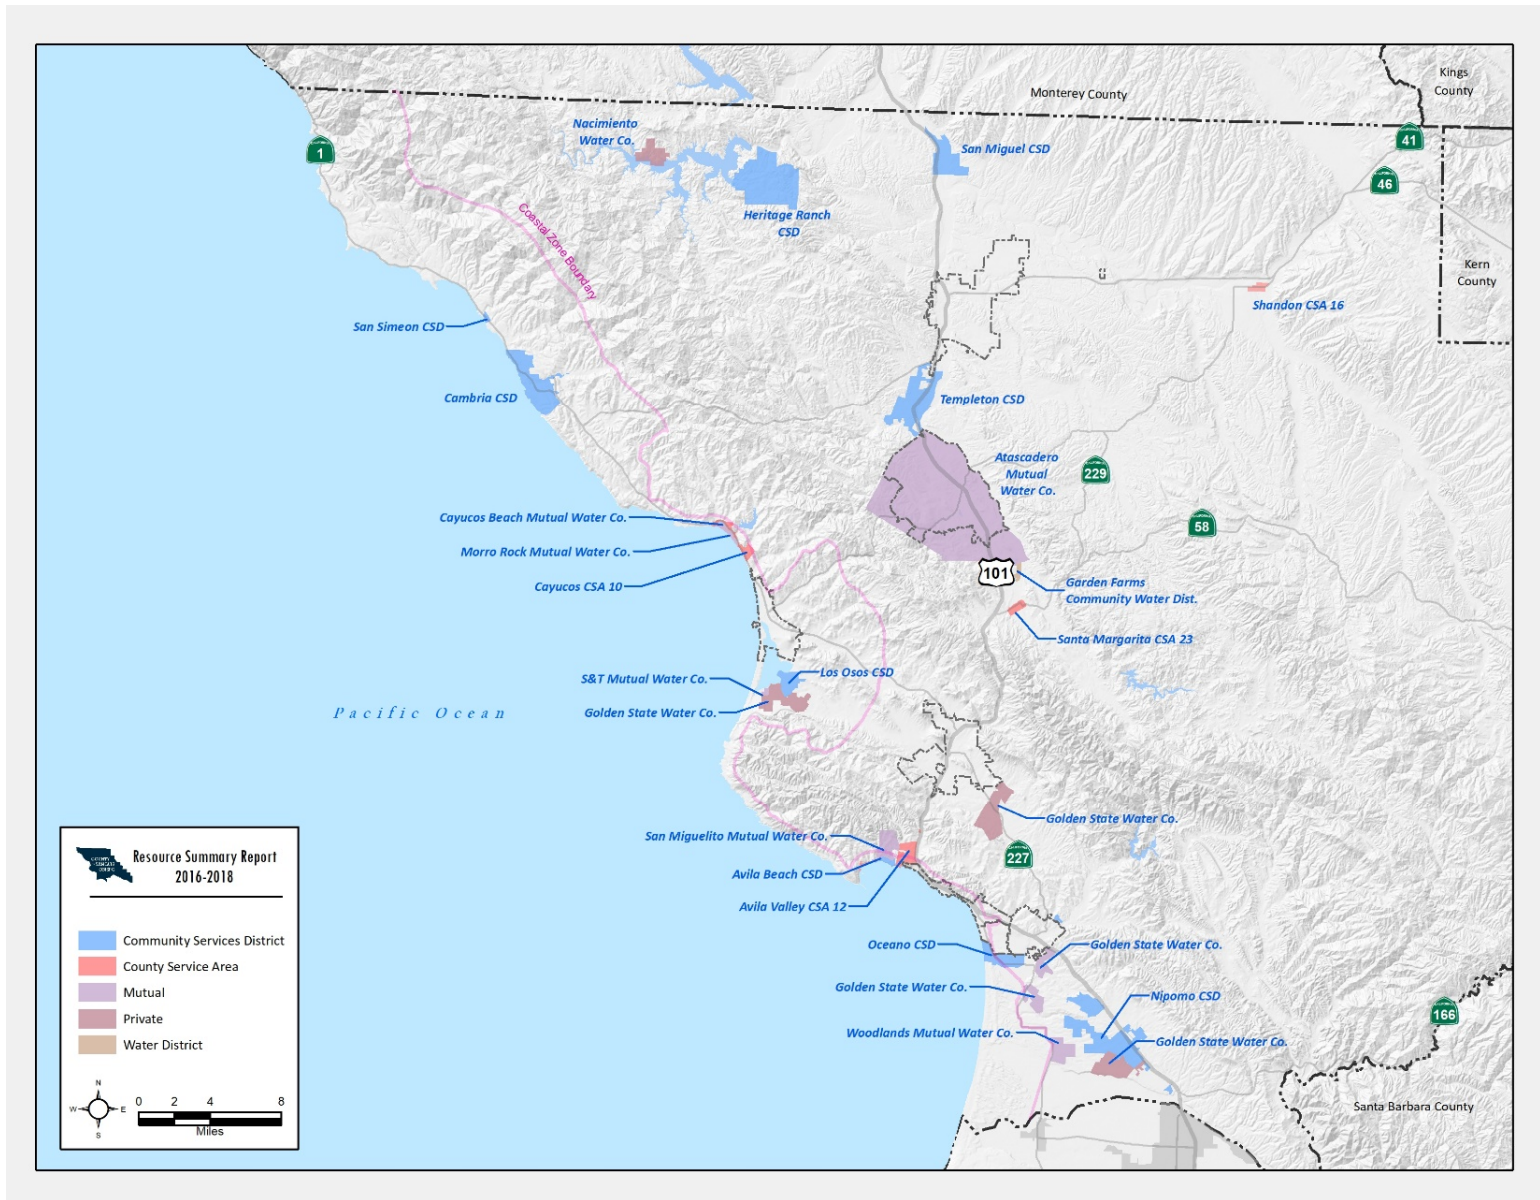 Kings
County
Monterey County
41
1
Nacimiento
Water Co.
San Miguel CSD
46
Heritage Ranch
CSD
Coastal Zone Boundary
Kern
County
Shandon CSA 16
San Simeon CSD
Cambria CSD
Templeton CSD
Atascadero
Mutual
Water Co.
229
Cayucos Beach Mutual Water Co.
58
Morro Rock Mutual Water Co.
101
Cayucos CSA 10
Garden Farms
Community Water Dist.
Santa Margarita CSA 23
Los Osos CSD
S&T Mutual Water Co.
Golden State Water Co.
Pacific Ocean
Golden State Water Co.
San Miguelito Mutual Water Co.
227
Avila Beach CSD
Avila Valley CSA 12
Oceano CSD
Golden State Water Co.
Golden State Water Co.
Nipomo CSD
Woodlands Mutual Water Co.
Golden State Water Co.
166
Santa Barbara County
Resource Summary Report
2016-2018
Community Services District
County Service Area
Mutual
Private
Water District
N
W
E
S
0 2 4 8
Miles